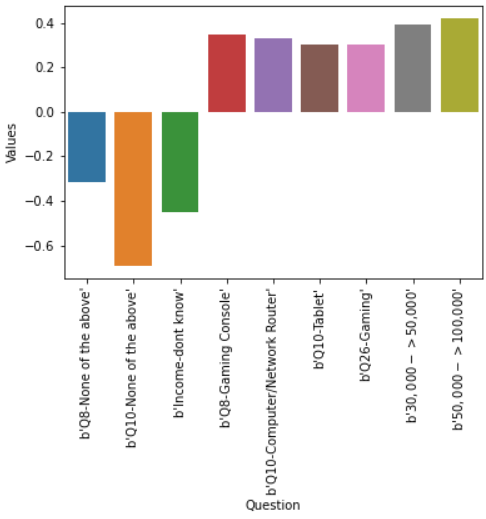 0.4
0.2
0.0
−0.2
−0.4
−0.6
Values
b'Q8-None of the above'
b'Q10-None of the above'
b'Income-dont know'
b'Q8-Gaming Console'
b'Q10-Computer/Network Router'
b'Q10-Tablet'
b'Q26-Gaming'
b'30, 000 − > 50,000'
b'50, 000 − > 100,000'
Question